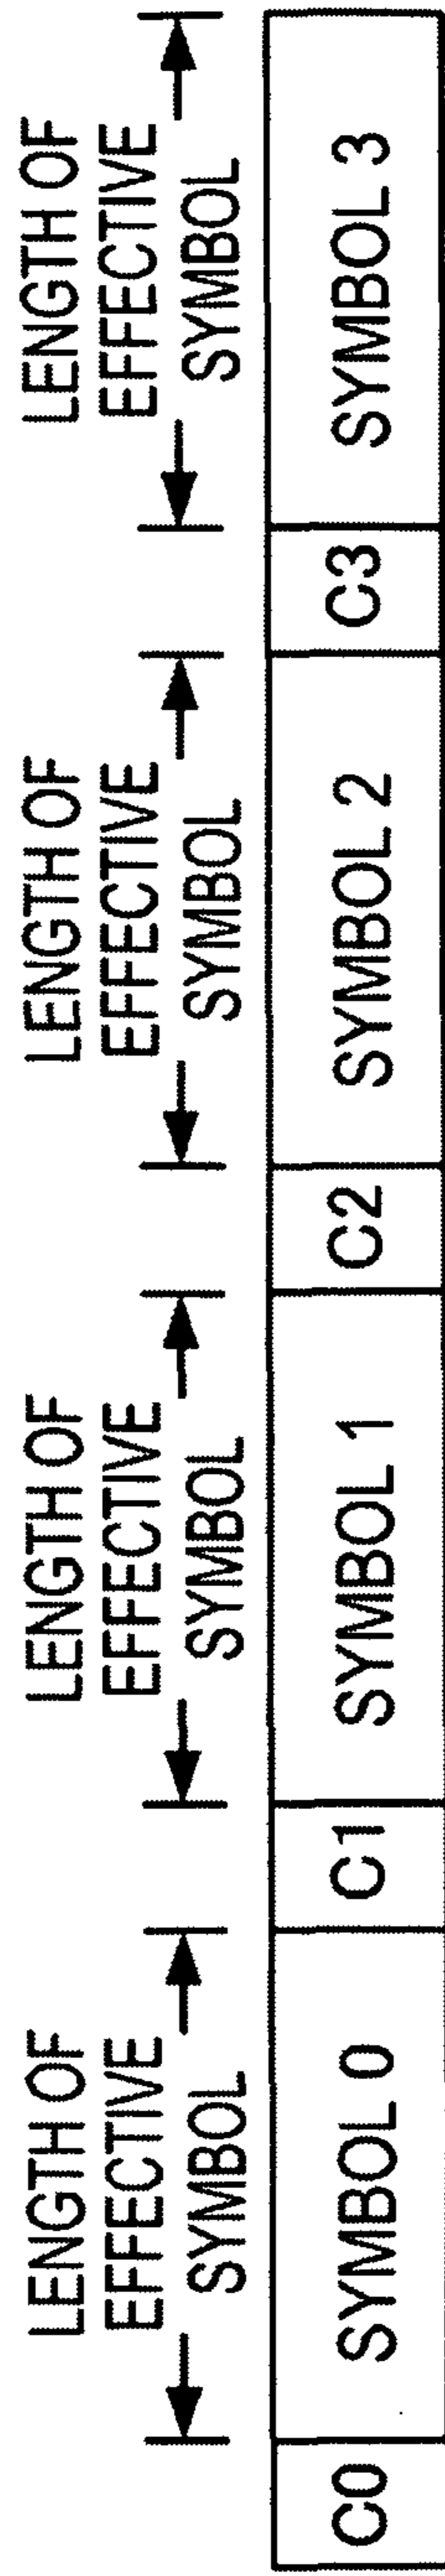 LENGTH OF
EFFECTIVE
SYMBOL
LENGTH OF
EFFECTIVE
SYMBOL
LENGTH OF
EFFECTIVE
SYMBOL
LENGTH OF
EFFECTIVE
SYMBOL
C0
SYMBOL 0
C1
SYMBOL 1
C2
SYMBOL 2
C3
SYMBOL 3